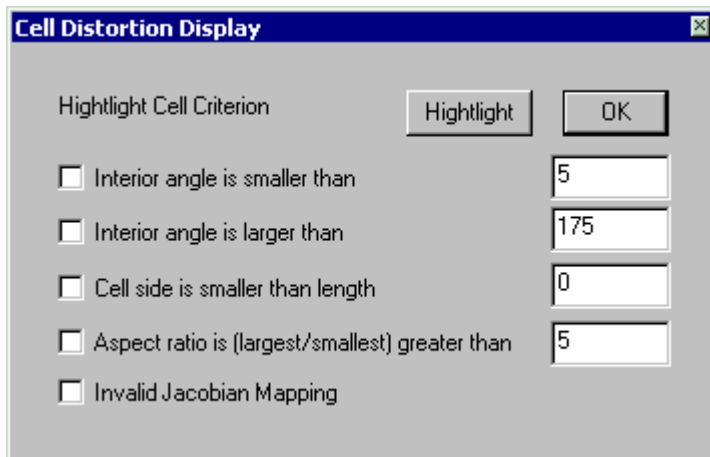 Cell Distortion Display
Hightlight Cell Criterion Hightlight OK
Interior angle is smaller than 5
Interior angle is larger than 175
Cell side is smaller than length 0
Aspect ratio is (largest/smallest) greater than 5
Invalid Jacobian Mapping